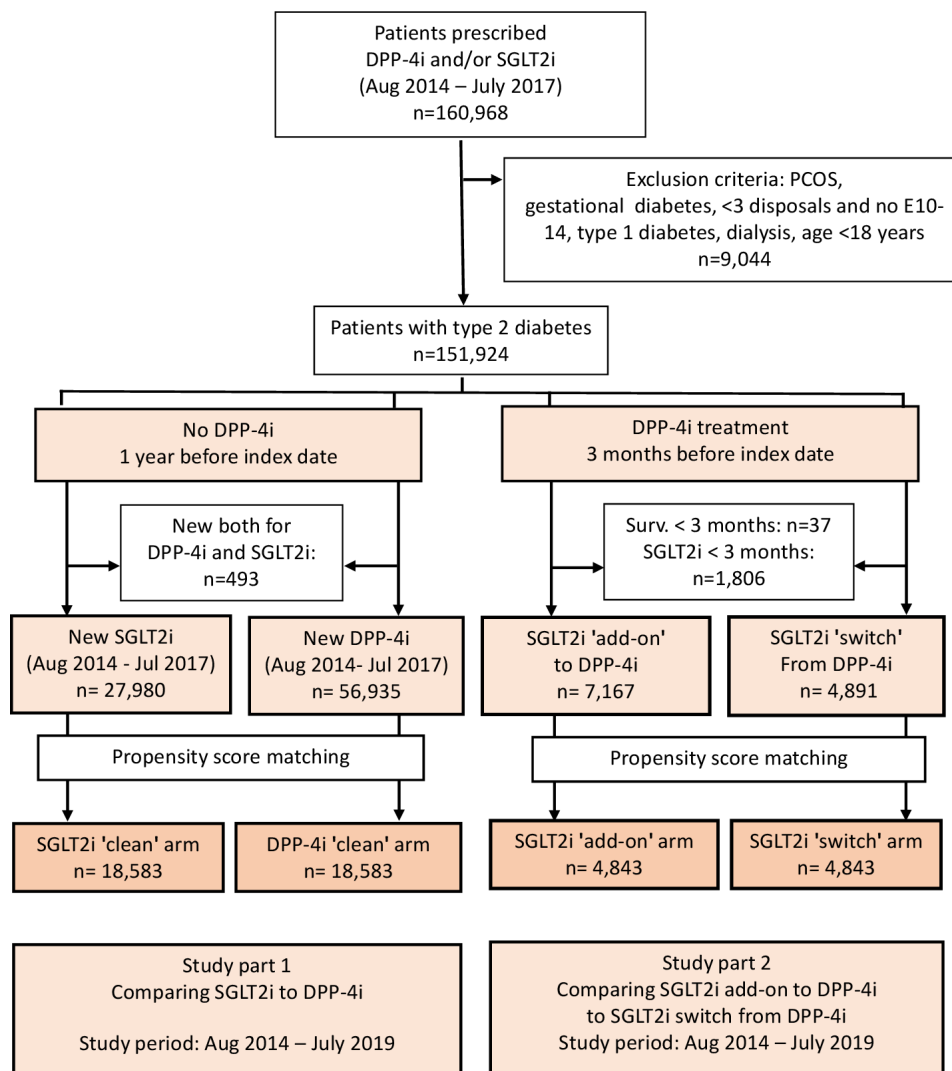 Patients prescribed
DPP-4i and/or SGLT2i
(Aug 2014 – July 2017)
n=160,968
Exclusion criteria: PCOS,
gestational diabetes, <3 disposals and no E10-
14, type 1 diabetes, dialysis, age <18 years
n=9,044
Patients with type 2 diabetes
n=151,924
No DPP-4i
1 year before index date
DPP-4i treatment
3 months before index date
New both for
DPP-4i and SGLT2i:
n=493
Surv. < 3 months: n=37
SGLT2i < 3 months:
n=1,806
New SGLT2i
(Aug 2014 - Jul 2017)
n= 27,980
New DPP-4i
(Aug 2014- Jul 2017)
n= 56,935
SGLT2i 'add-on'
to DPP-4i
n= 7,167
SGLT2i 'switch'
From DPP-4i
n= 4,891
Propensity score matching
Propensity score matching
SGLT2i 'clean' arm
n= 18,583
DPP-4i 'clean' arm
n= 18,583
SGLT2i 'add-on' arm
n= 4,843
SGLT2i 'switch' arm
n= 4,843
Study part 1
Comparing SGLT2i to DPP-4i
Study period: Aug 2014 – July 2019
Study part 2
Comparing SGLT2i add-on to DPP-4i
to SGLT2i switch from DPP-4i
Study period: Aug 2014 – July 2019